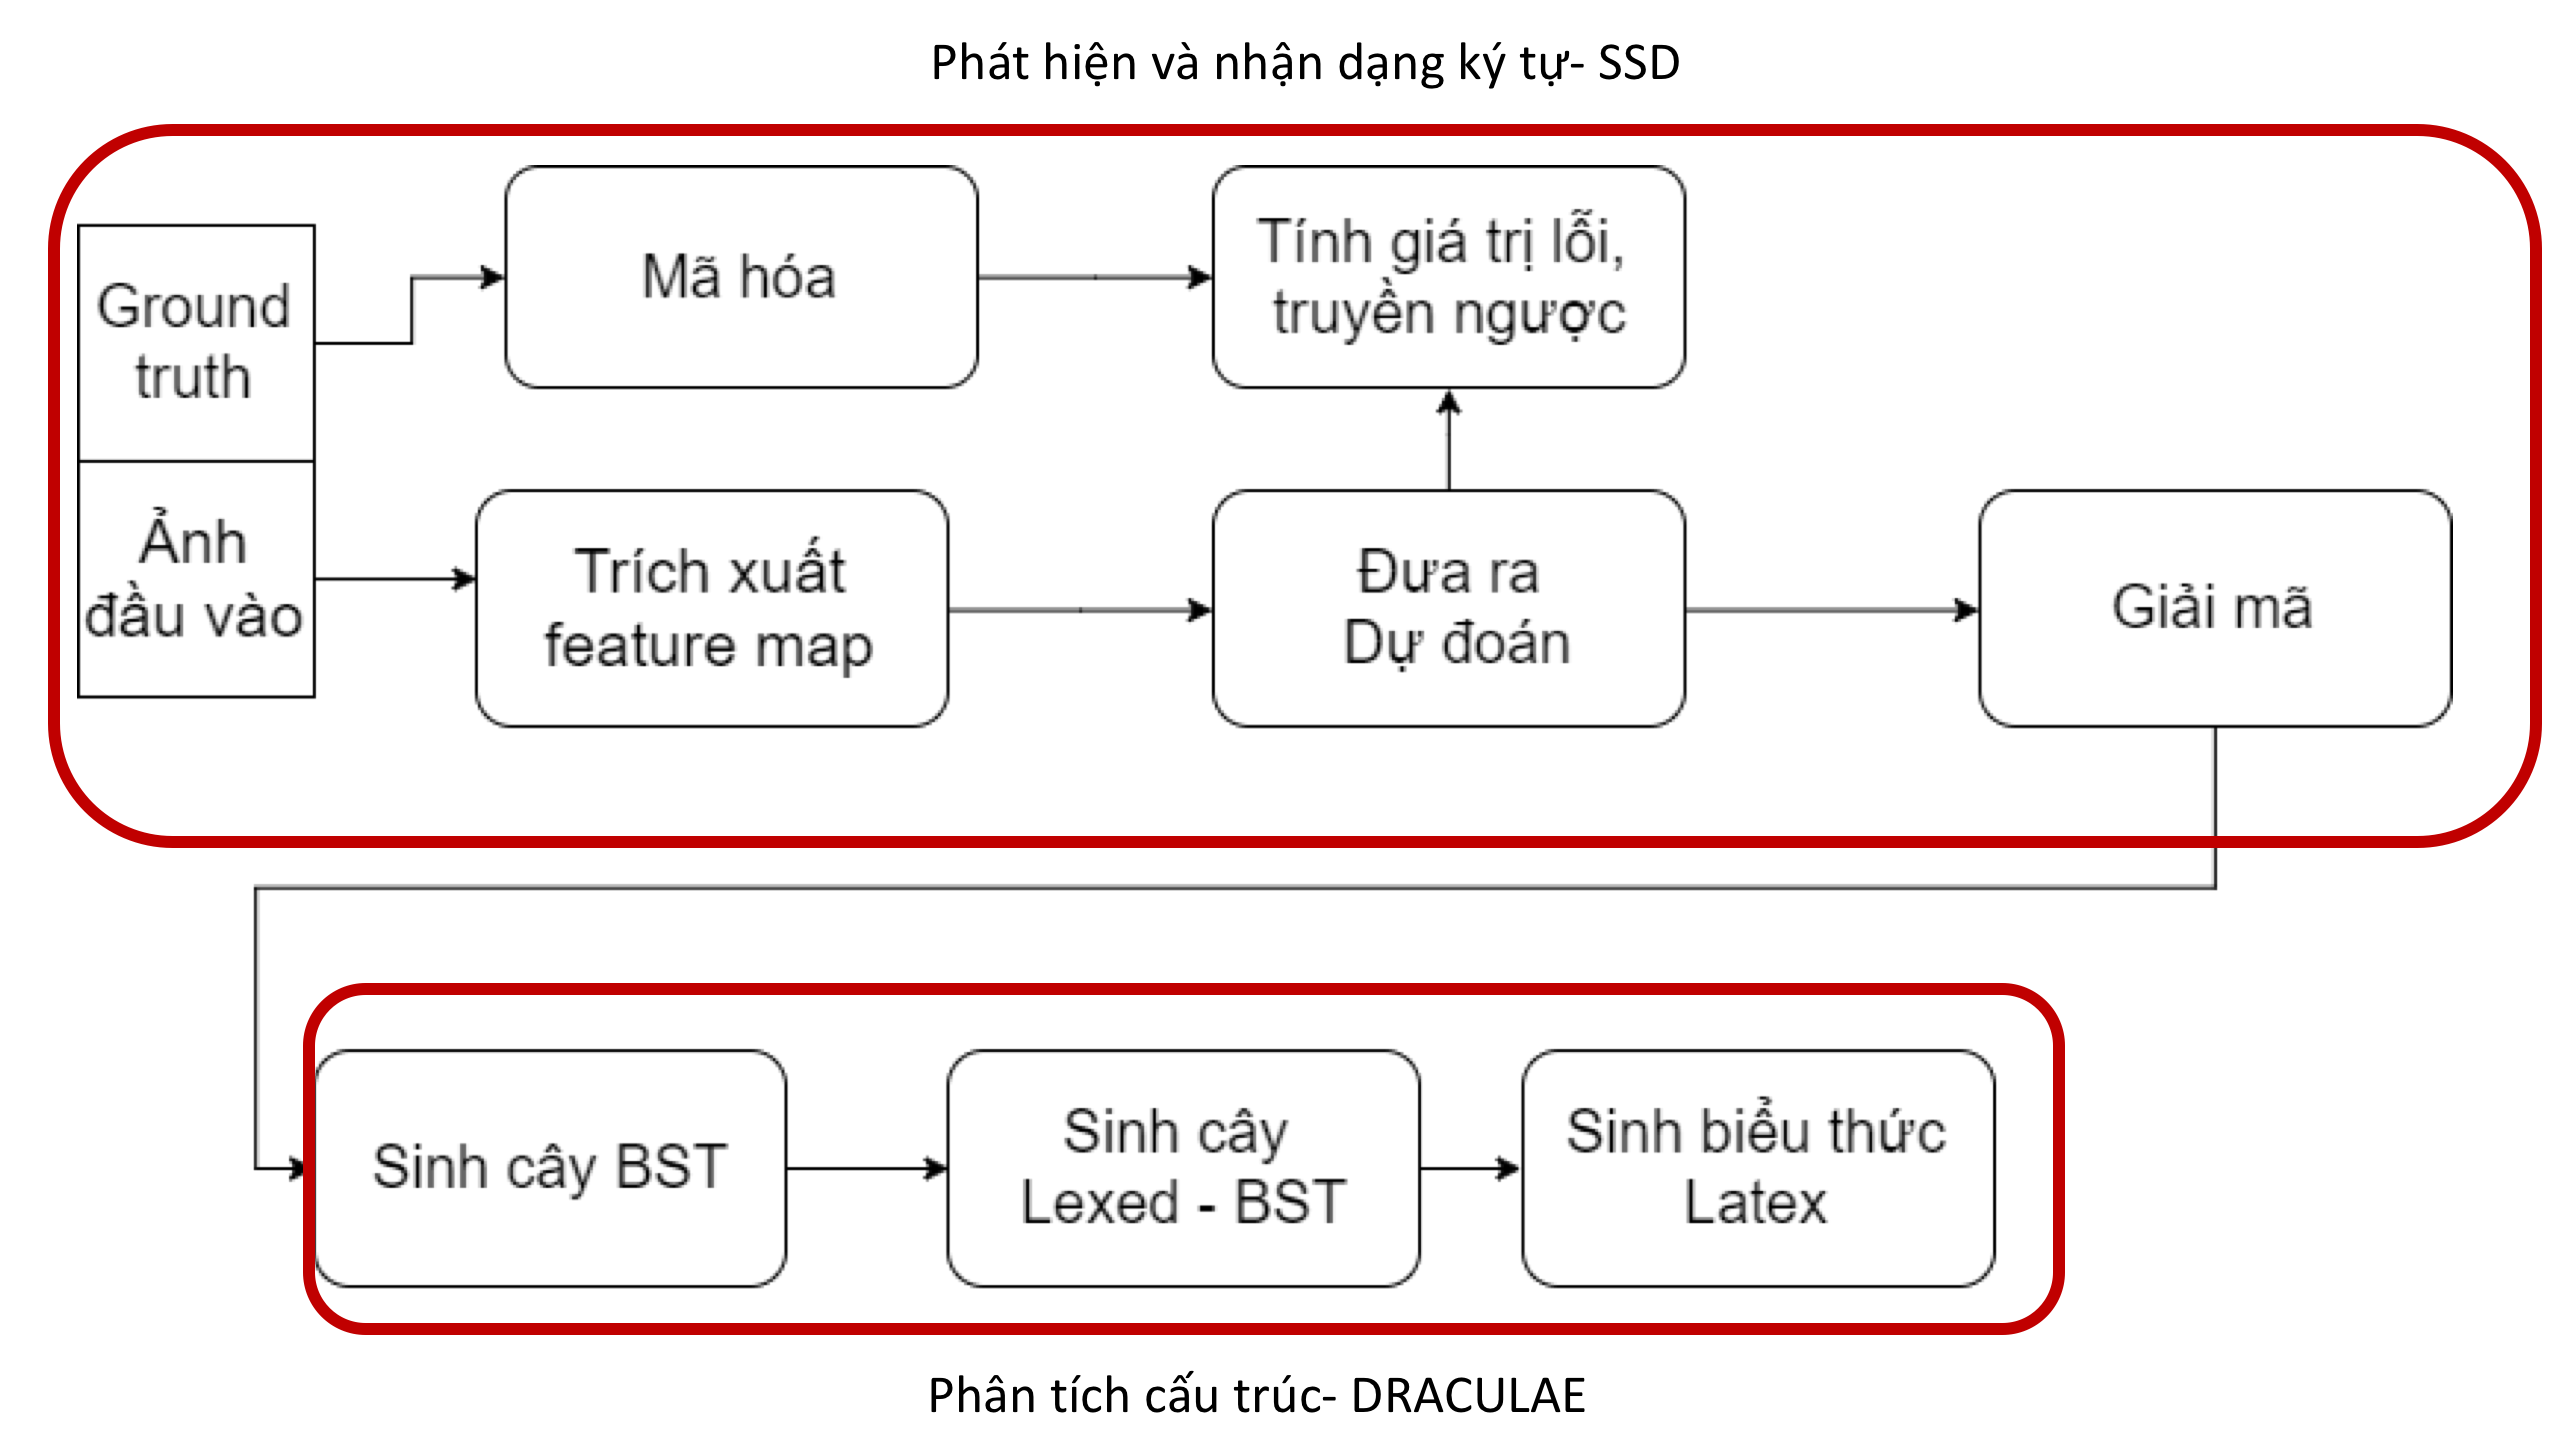 Phát hiện và nhận dạng ký tự- SSD
Ground
truth
Mã hóa
Tính giá trị lỗi,
truyền ngược
Ảnh
đầu vào
Trích xuất
feature map
Đưa ra
Dự đoán
Giải mã
Sinh cây BST
Sinh cây
Lexed - BST
Sinh biểu thức
Latex
Phân tích cấu trúc- DRACULAE